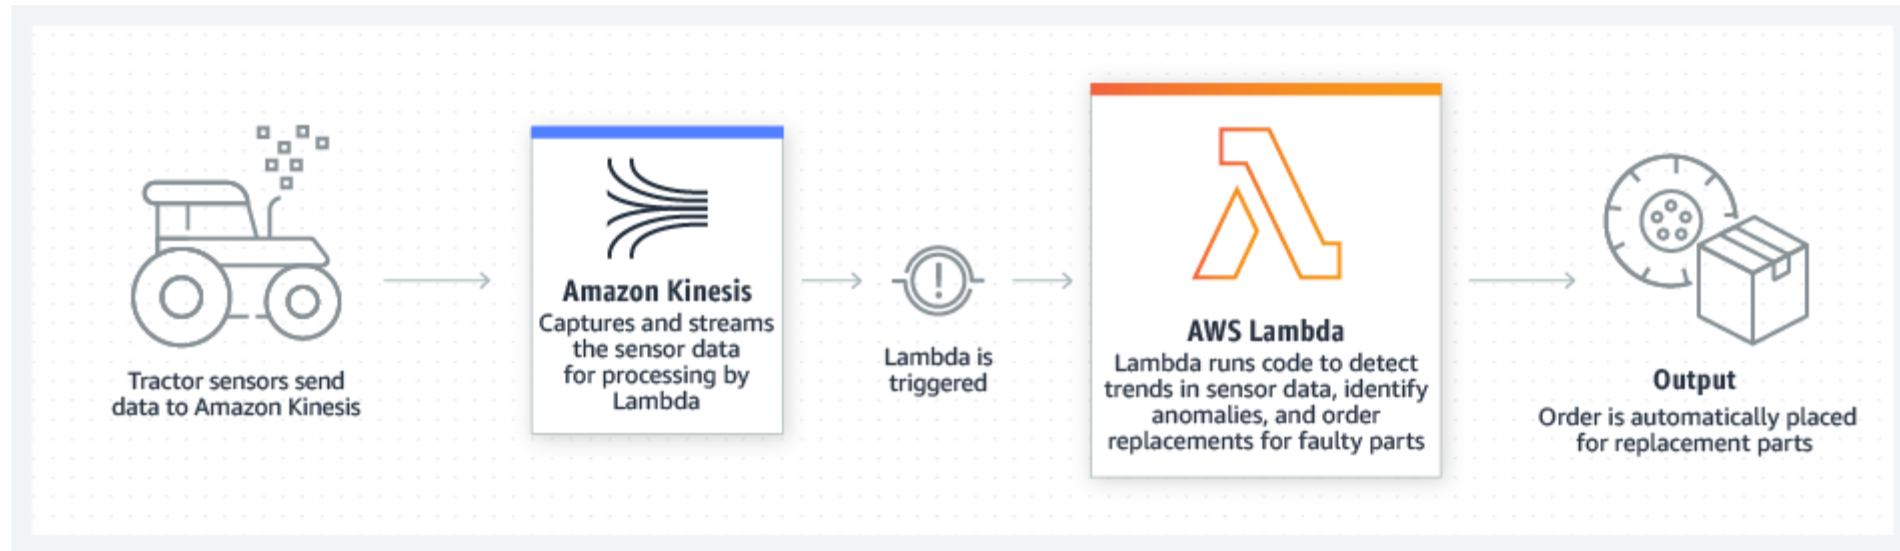 Tractor sensors send
data to Amazon Kinesis
Amazon Kinesis
Captures and streams
the sensor data
for processing by
Lambda
Lambda is
triggered
AWS Lambda
Lambda runs code to detect
trends in sensor data, identify
anomalies, and order
replacements for faulty parts
Output
Order is automatically placed
for replacement parts